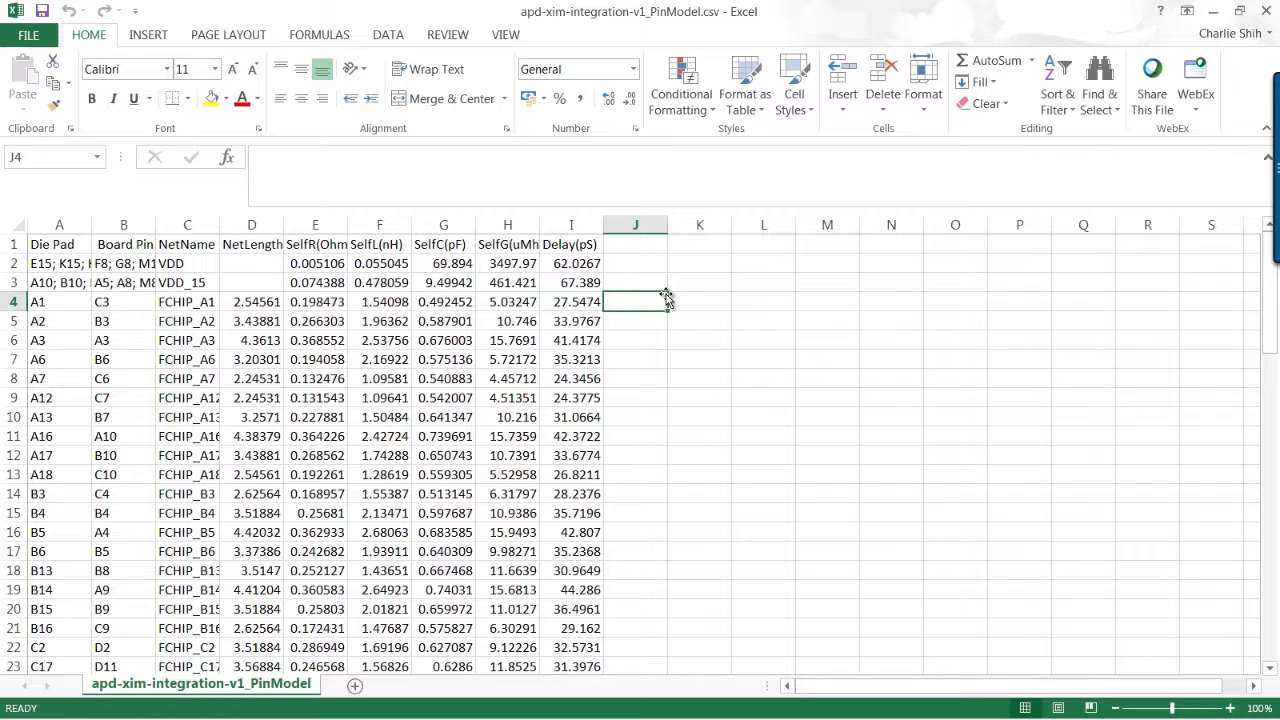 apd-xim-integration-v1_PinModel.csv - Excel
?
FILE HOME INSERT PAGE LAYOUT FORMULAS DATA REVIEW VIEW Charlie Shih
Paste
Clipboard
Calibri 11
B I U
Font
Wrap Text
Merge & Center
Alignment
General
$ % ,
Number
Conditional Formatting
Format as Table
Cell Styles
Styles
Insert Delete Format
Cells
AutoSum
Fill
Clear
Sort & Filter
Find & Select
Editing
Share This File
WebEx
WebEx
J4 fx
A B C D E F G H I J K L M N O P Q R S
1 Die Pad Board Pin NetName NetLength SelfR(Ohm SelfL(nH) SelfC(pF) SelfG(uMh Delay(pS)
2 E15; K15; F8; G8; M1 VDD 0.005106 0.055045 69.894 3497.97 62.0267
3 A10; B10; A5; A8; M8 VDD_15 0.074388 0.478059 9.49942 461.421 67.389
4 A1 C3 FCHIP_A1 2.54561 0.198473 1.54098 0.492452 5.03247 27.5474
5 A2 B3 FCHIP_A2 3.43881 0.266303 1.96362 0.587901 10.746 33.9767
6 A3 A3 FCHIP_A3 4.3613 0.368552 2.53756 0.676003 15.7691 41.4174
7 A6 B6 FCHIP_A6 3.20301 0.194058 2.16922 0.575136 5.72172 35.3213
8 A7 C6 FCHIP_A7 2.24531 0.132476 1.09581 0.540883 4.45712 24.3456
9 A12 C7 FCHIP_A12 2.24531 0.131543 1.09641 0.542007 4.51351 24.3775
10 A13 B7 FCHIP_A13 3.2571 0.227881 1.50484 0.641347 10.216 31.0664
11 A16 A10 FCHIP_A16 4.38379 0.364226 2.42724 0.739691 15.7359 42.3722
12 A17 B10 FCHIP_A17 3.43881 0.268562 1.74288 0.650743 10.7391 33.6774
13 A18 C10 FCHIP_A18 2.54561 0.192261 1.28619 0.559305 5.52958 26.8211
14 B3 C4 FCHIP_B3 2.62564 0.168957 1.55387 0.513145 6.31797 28.2376
15 B4 B4 FCHIP_B4 3.51884 0.25681 2.13471 0.597687 10.9386 35.7196
16 B5 A4 FCHIP_B5 4.42032 0.362933 2.68063 0.683585 15.9493 42.807
17 B6 B5 FCHIP_B6 3.37386 0.242682 1.93911 0.640309 9.98271 35.2368
18 B13 B8 FCHIP_B13 3.5147 0.252127 1.43651 0.667468 11.6639 30.9649
19 B14 A9 FCHIP_B14 4.41204 0.360583 2.64923 0.74031 15.6813 44.286
20 B15 B9 FCHIP_B15 3.51884 0.25803 2.01821 0.659972 11.0127 36.4961
21 B16 C9 FCHIP_B16 2.62564 0.172431 1.47687 0.575827 6.30291 29.162
22 C2 D2 FCHIP_C2 3.51884 0.286949 1.69196 0.627087 9.12226 32.5731
23 C17 D11 FCHIP_C17 3.56884 0.246568 1.56826 0.6286 11.8525 31.3976
apd-xim-integration-v1_PinModel
READY 100%